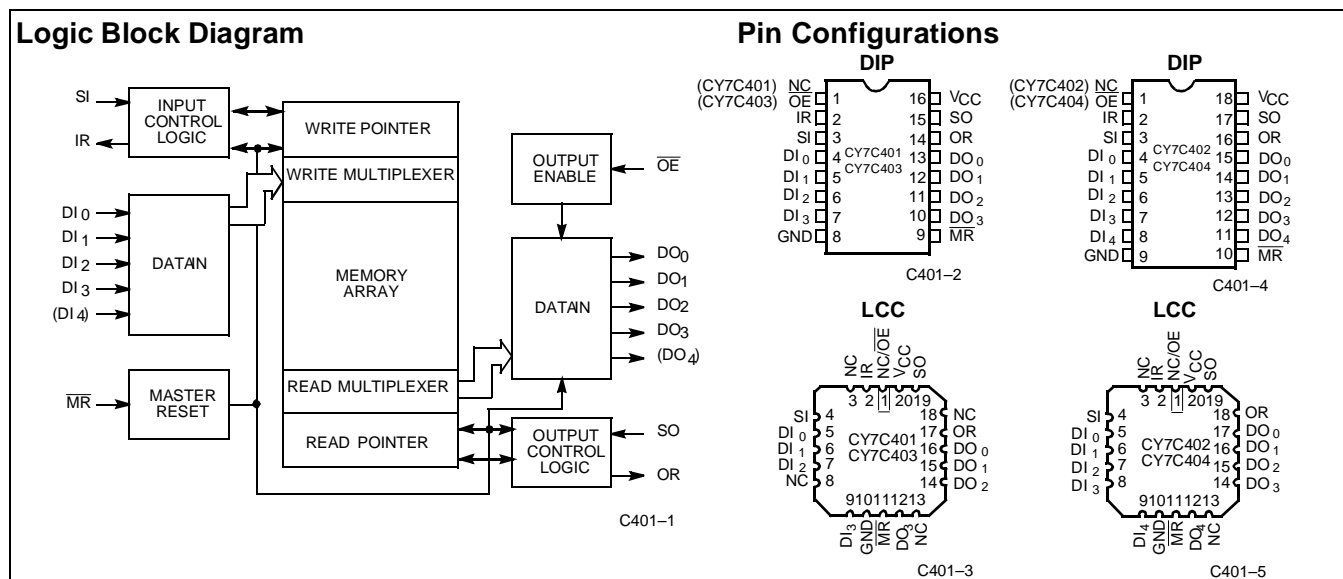 Logic Block Diagram
SI
IR
INPUT
CONTROL
LOGIC
WRITE POINTER
WRITE MULTIPLEXER
MEMORY
ARRAY
READ MULTIPLEXER
READ POINTER
DI0
DI1
DI2
DI3
(DI4)
DATAIN
MR
MASTER
RESET
OUTPUT
ENABLE
OE
DATAIN
DO0
DO1
DO2
DO3
(DO4)
OUTPUT
CONTROL
LOGIC
SO
OR
C401–1
Pin Configurations
DIP
(CY7C401) NC
(CY7C403) OE 1 16 VCC
IR 2 15 SO
SI 3 14 OR
DI0 4 CY7C401 13 DO0
DI1 5 CY7C403 12 DO1
DI2 6 11 DO2
DI3 7 10 DO3
GND 8 9 MR
C401–2
DIP
(CY7C402) NC
(CY7C404) OE 1 18 VCC
IR 2 17 SO
SI 3 16 OR
DI0 4 CY7C402 15 DO0
DI1 5 CY7C404 14 DO1
DI2 6 13 DO2
DI3 7 12 DO3
DI4 8 11 DO4
GND 9 10 MR
C401–4
LCC
NC IR NC/OE VCC SO
3 2 1 20 19
SI 4 18 NC
DI0 5 17 OR
DI1 6 CY7C401 16 DO0
DI2 7 CY7C403 15 DO1
NC 8 14 DO2
9 10 11 12 13
DI3 GND MR DO3 NC
C401–3
LCC
NC IR NC/OE VCC SO
3 2 1 20 19
SI 4 18 OR
DI0 5 17 DO0
DI1 6 CY7C402 16 DO1
DI2 7 CY7C404 15 DO2
DI3 8 14 DO3
9 10 11 12 13
DI4 GND MR DO4 NC
C401–5